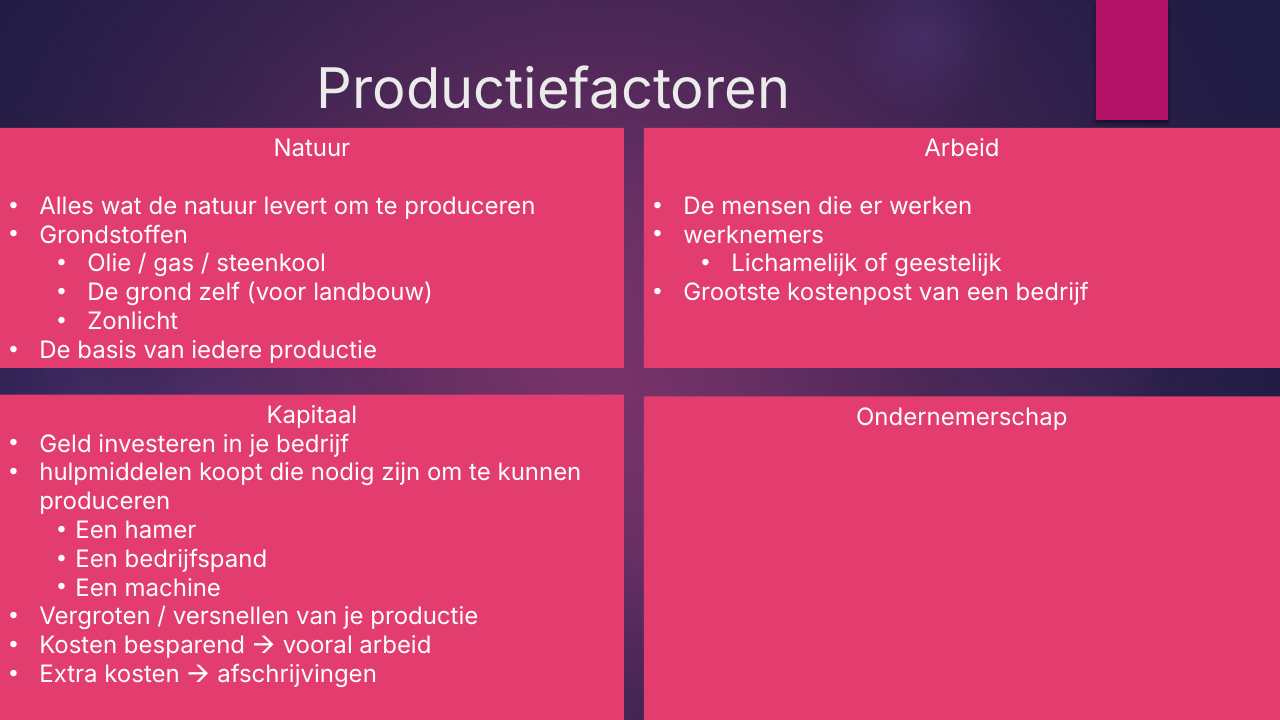 Productiefactoren
Natuur
• Alles wat de natuur levert om te produceren
• Grondstoffen
• Olie / gas / steenkool
• De grond zelf (voor landbouw)
• Zonlicht
• De basis van iedere productie
Arbeid
• De mensen die er werken
• werknemers
• Lichamelijk of geestelijk
• Grootste kostenpost van een bedrijf
Kapitaal
• Geld investeren in je bedrijf
• hulpmiddelen koopt die nodig zijn om te kunnen
produceren
• Een hamer
• Een bedrijfspand
• Een machine
• Vergroten / versnellen van je productie
• Kosten besparend → vooral arbeid
• Extra kosten → afschrijvingen
Ondernemerschap